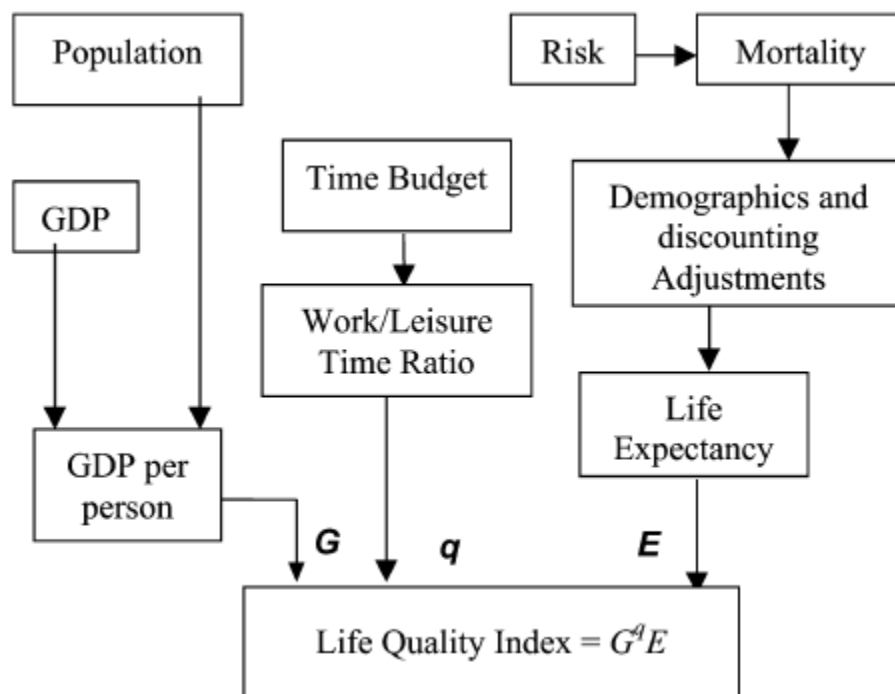 Population
Risk
Mortality
Time Budget
GDP
Demographics and
discounting
Adjustments
Work/Leisure
Time Ratio
Life
Expectancy
GDP per
person
G
q
E
Life Quality Index = G^qE